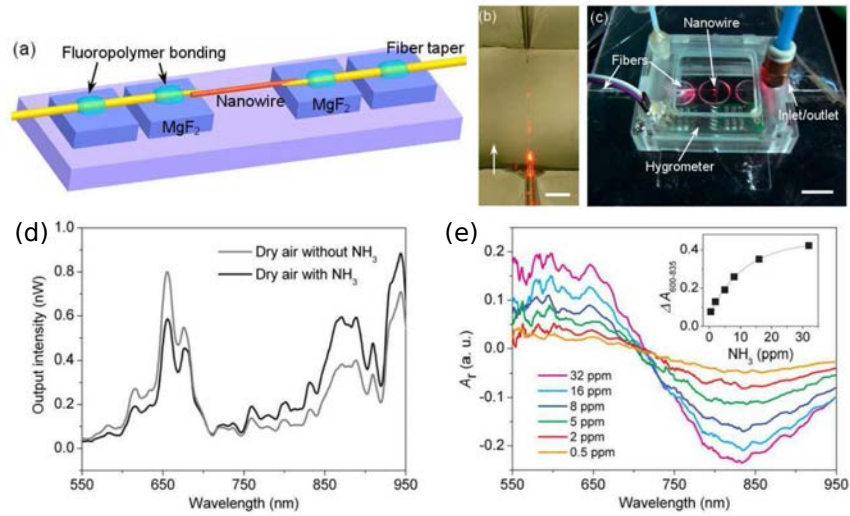 (a)
Fluoropolymer bonding
Fiber taper
Nanowire
MgF2
MgF2
(b)
(c)
Nanowire
Fibers
Inlet/outlet
Hygrometer
(d)
1.0
0.8
0.6
0.4
0.2
0.0
Output intensity (nW)
Dry air without NH3
Dry air with NH3
550 650 750 850 950
Wavelength (nm)
(e)
0.2
0.1
0.0
-0.1
-0.2
Ar (a. u.)
32 ppm
16 ppm
8 ppm
5 ppm
2 ppm
0.5 ppm
0.4
0.2
0.0
Δ A600-835
0 10 20 30
NH3 (ppm)
550 650 750 850 950
Wavelength (nm)